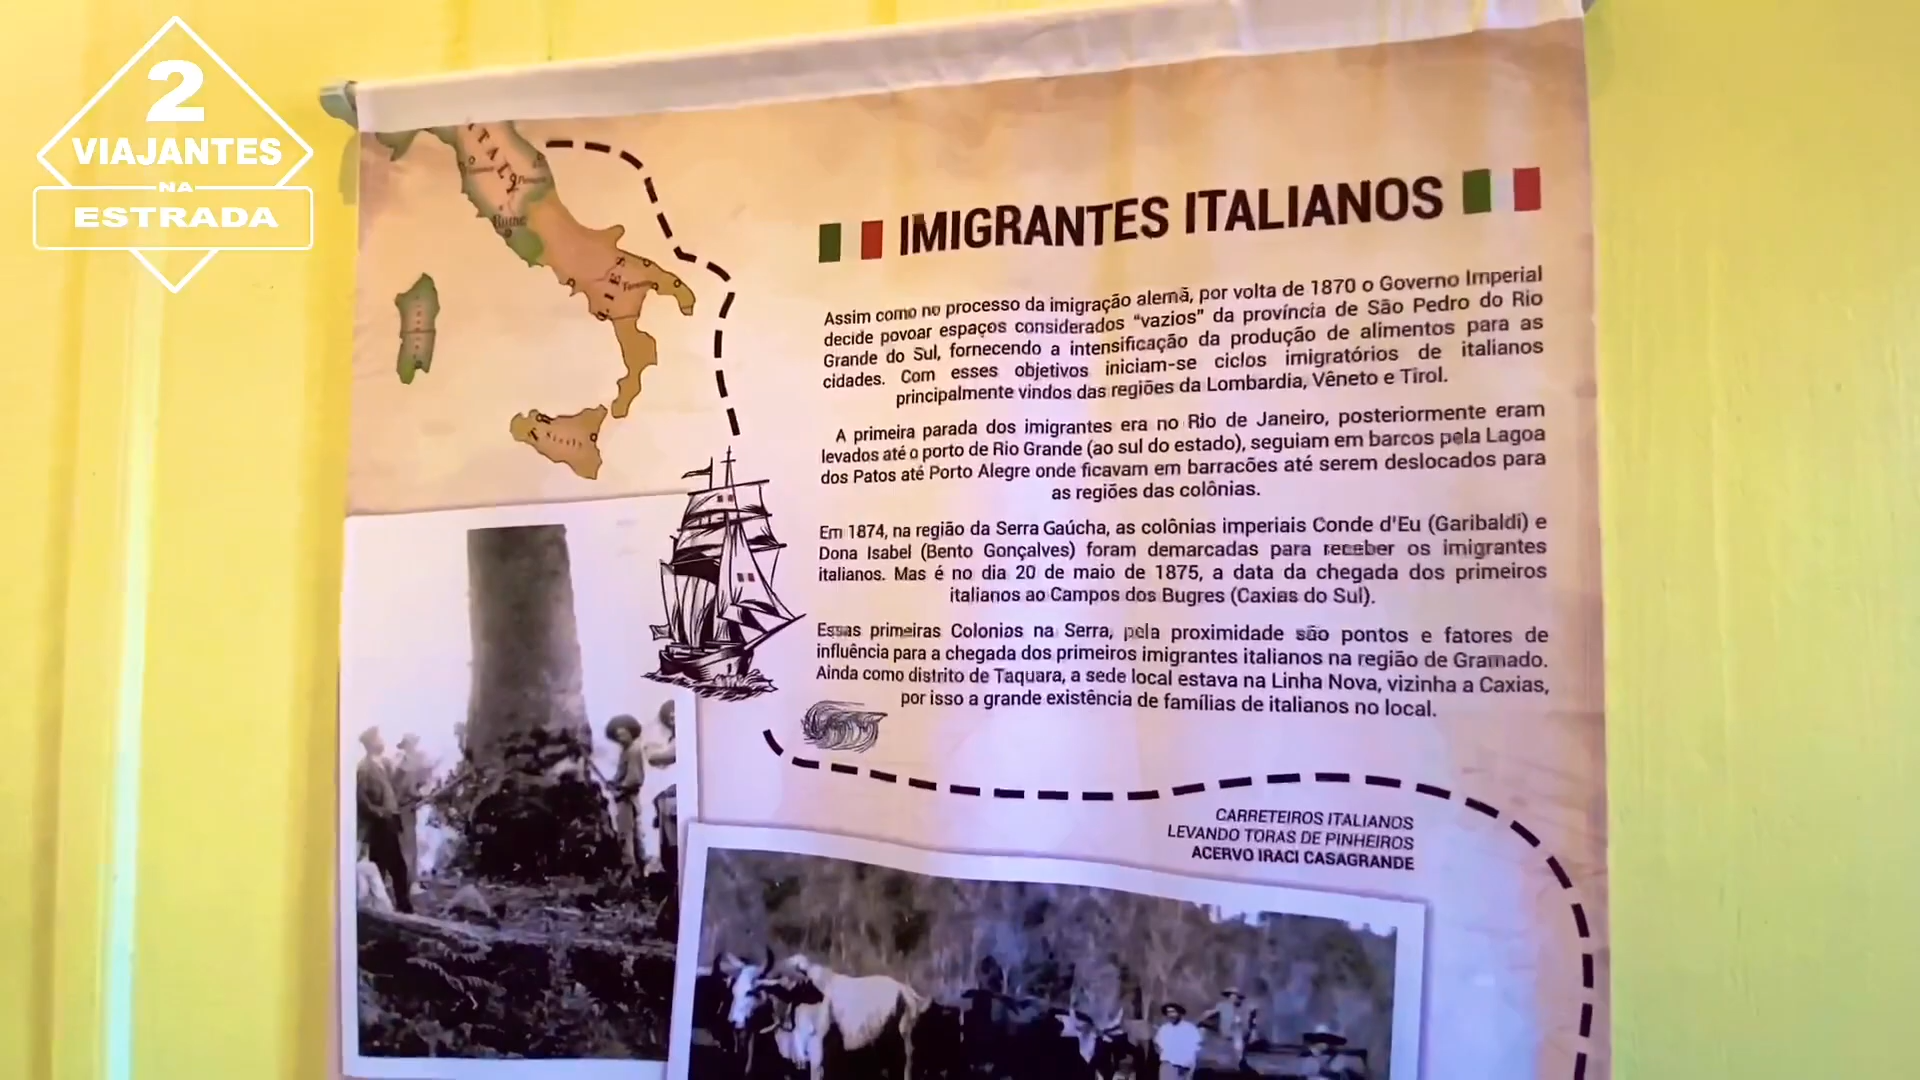 2
VIAJANTES
NA
ESTRADA
ITAL
Rome
Sicily
IMIGRANTES ITALIANOS
Assim como no processo da imigração alemã, por volta de 1870 o Governo Imperial
decide povoar espaços considerados “vazios” da província de São Pedro do Rio
Grande do Sul, fornecendo a intensificação da produção de alimentos para as
cidades. Com esses objetivos iniciam-se ciclos imigratórios de italianos
principalmente vindos das regiões da Lombardia, Vêneto e Tirol.
A primeira parada dos imigrantes era no Rio de Janeiro, posteriormente eram
levados até o porto de Rio Grande (ao sul do estado), seguiam em barcos pela Lagoa
dos Patos até Porto Alegre onde ficavam em barracões até serem deslocados para
as regiões das colônias.
Em 1874, na região da Serra Gaúcha, as colônias imperiais Conde d'Eu (Garibaldi) e
Dona Isabel (Bento Gonçalves) foram demarcadas para receber os imigrantes
italianos. Mas é no dia 20 de maio de 1875, a data da chegada dos primeiros
italianos ao Campos dos Bugres (Caxias do Sul).
Essas primeiras Colonias na Serra, pela proximidade são pontos e fatores de
influência para a chegada dos primeiros imigrantes italianos na região de Gramado.
Ainda como distrito de Taquara, a sede local estava na Linha Nova, vizinha a Caxias,
por isso a grande existência de famílias de italianos no local.
CARRETEIROS ITALIANOS
LEVANDO TORAS DE PINHEIROS
ACERVO IRACI CASAGRANDE